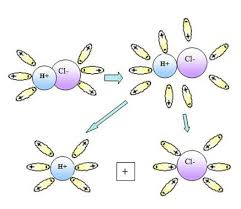 H+ Cl-
H+ Cl-
H+ + Cl-